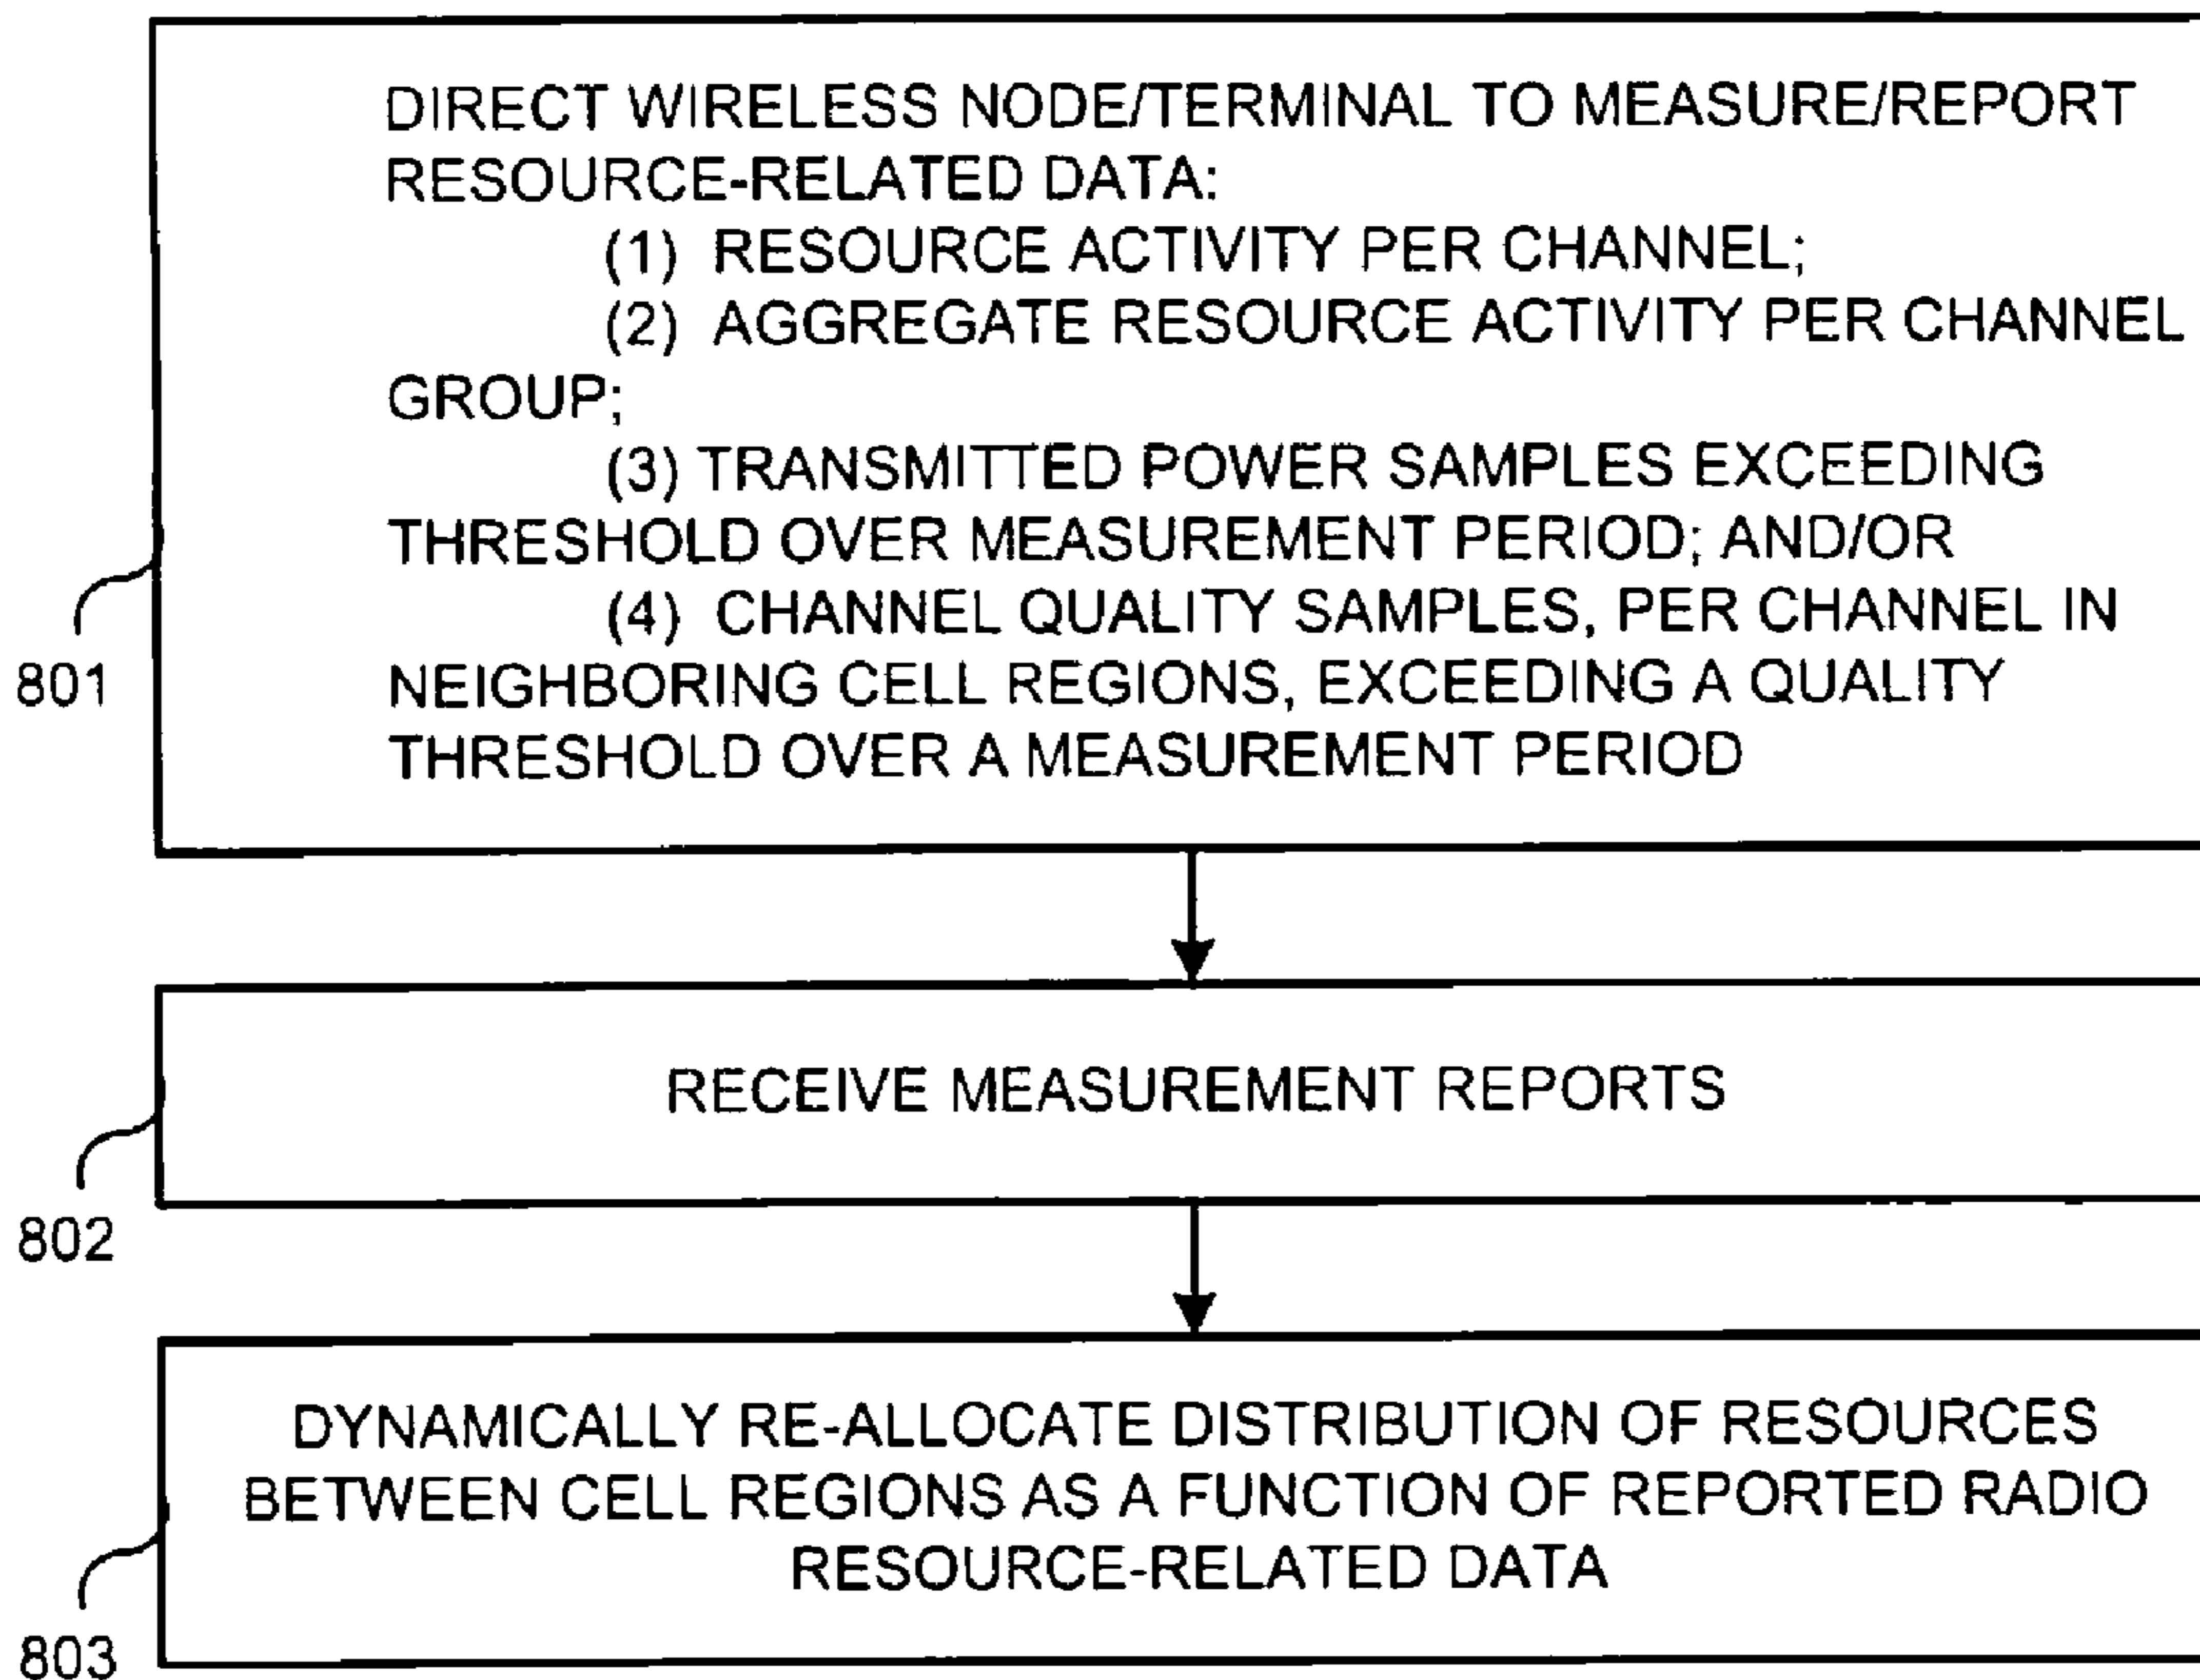 DIRECT WIRELESS NODE/TERMINAL TO MEASURE/REPORT
RESOURCE-RELATED DATA:
(1) RESOURCE ACTIVITY PER CHANNEL;
(2) AGGREGATE RESOURCE ACTIVITY PER CHANNEL
GROUP;
(3) TRANSMITTED POWER SAMPLES EXCEEDING
THRESHOLD OVER MEASUREMENT PERIOD; AND/OR
(4) CHANNEL QUALITY SAMPLES, PER CHANNEL IN
NEIGHBORING CELL REGIONS, EXCEEDING A QUALITY
THRESHOLD OVER A MEASUREMENT PERIOD
801
RECEIVE MEASUREMENT REPORTS
802
DYNAMICALLY RE-ALLOCATE DISTRIBUTION OF RESOURCES
BETWEEN CELL REGIONS AS A FUNCTION OF REPORTED RADIO
RESOURCE-RELATED DATA
803